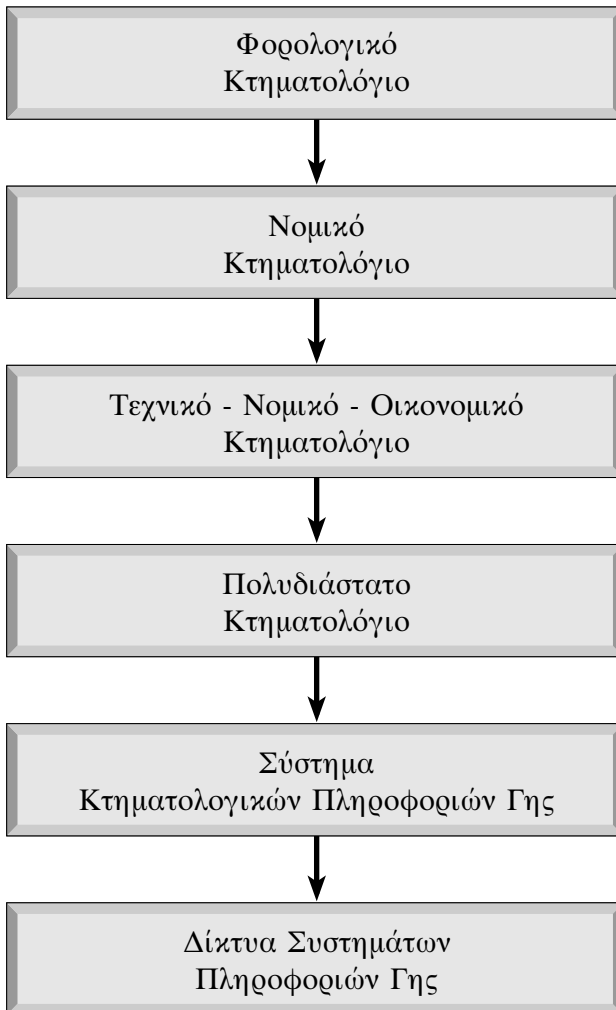 Φορολογικό
Κτηματολόγιο
Νομικό
Κτηματολόγιο
Τεχνικό - Νομικό - Οικονομικό
Κτηματολόγιο
Πολυδιάστατο
Κτηματολόγιο
Σύστημα
Κτηματολογικών Πληροφοριών Γης
Δίκτυα Συστημάτων
Πληροφοριών Γης